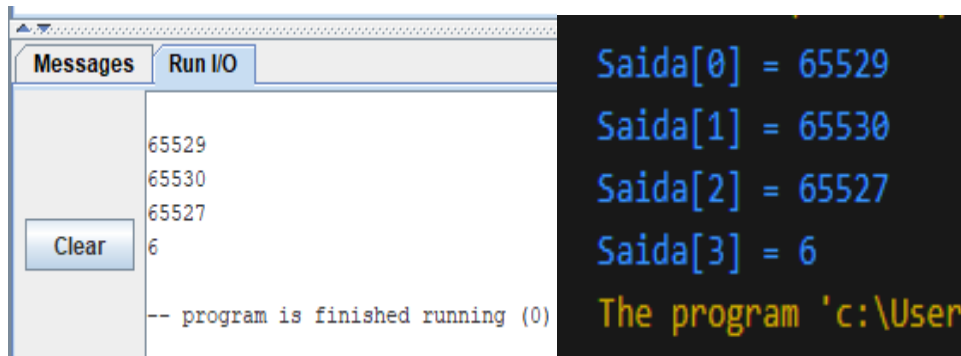 Messages
Run I/O
65529
65530
65527
6
Clear
-- program is finished running (0)
Saida[0] = 65529
Saida[1] = 65530
Saida[2] = 65527
Saida[3] = 6
The program 'c:\User